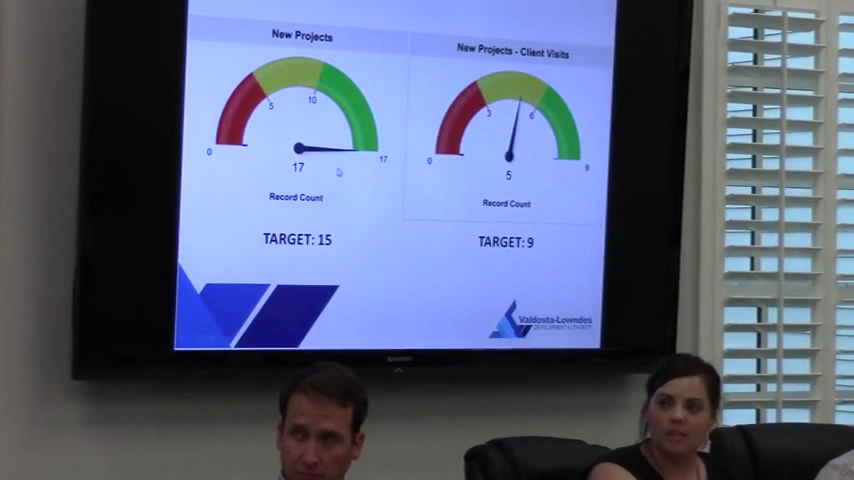 New Projects
5
10
0
17
17
Record Count
TARGET: 15
New Projects - Client Visits
3
6
0
9
5
Record Count
TARGET: 9
Valdosta-Lowndes
DEVELOPMENT AUTHORITY
SHARP